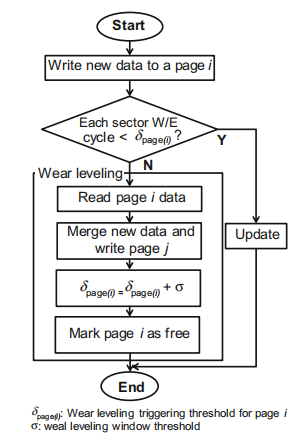 Start
Write new data to a page i
Each sector W/E
cycle < δpage(i) ?
Y
N
Wear leveling
Read page i data
Merge new data and
write page j
Update
δpage(i) = δpage(i) + σ
Mark page i as free
End
δpage(i): Wear leveling triggering threshold for page i
σ: weal leveling window threshold